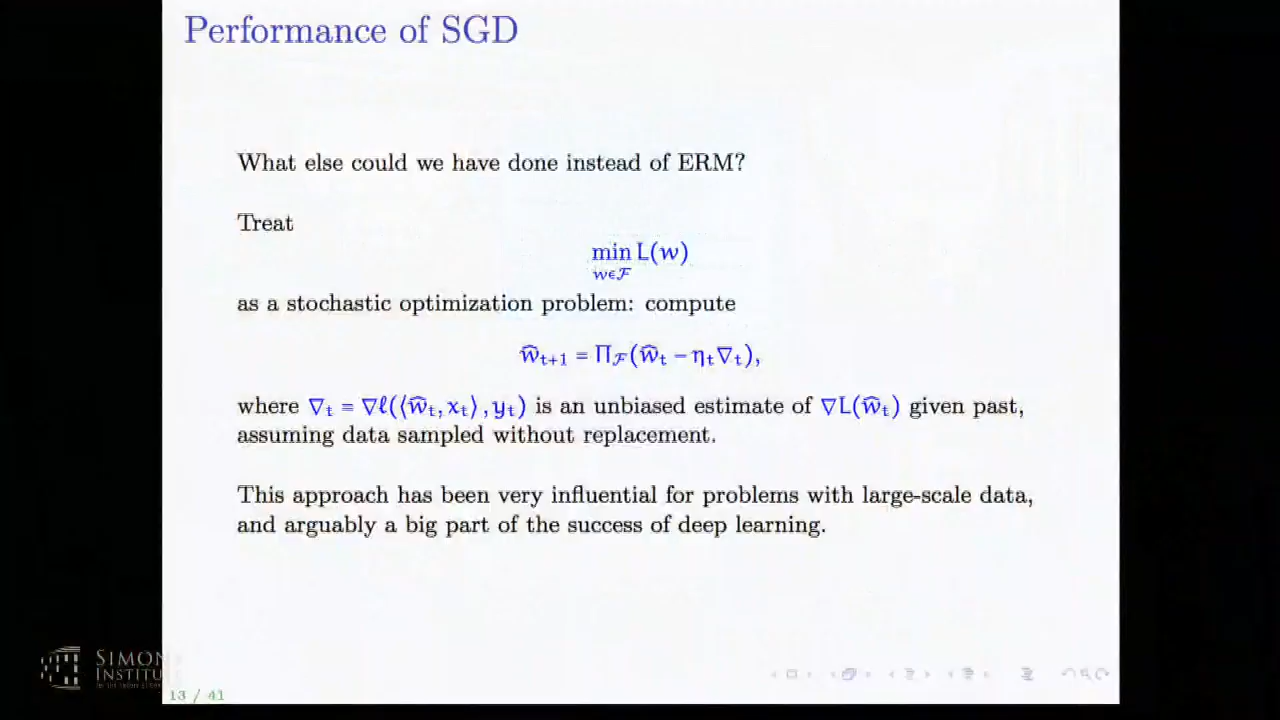 Performance of SGD
What else could we have done instead of ERM?
Treat
min L(w)
w∈F
as a stochastic optimization problem: compute
ŵ_{t+1} = Π_F(ŵ_t − η_t∇_t),
where ∇_t ≡ ∇ℓ(⟨ŵ_t, x_t⟩, y_t) is an unbiased estimate of ∇L(ŵ_t) given past,
assuming data sampled without replacement.
This approach has been very influential for problems with large-scale data,
and arguably a big part of the success of deep learning.
SIMON
INSTITU
13 / 41